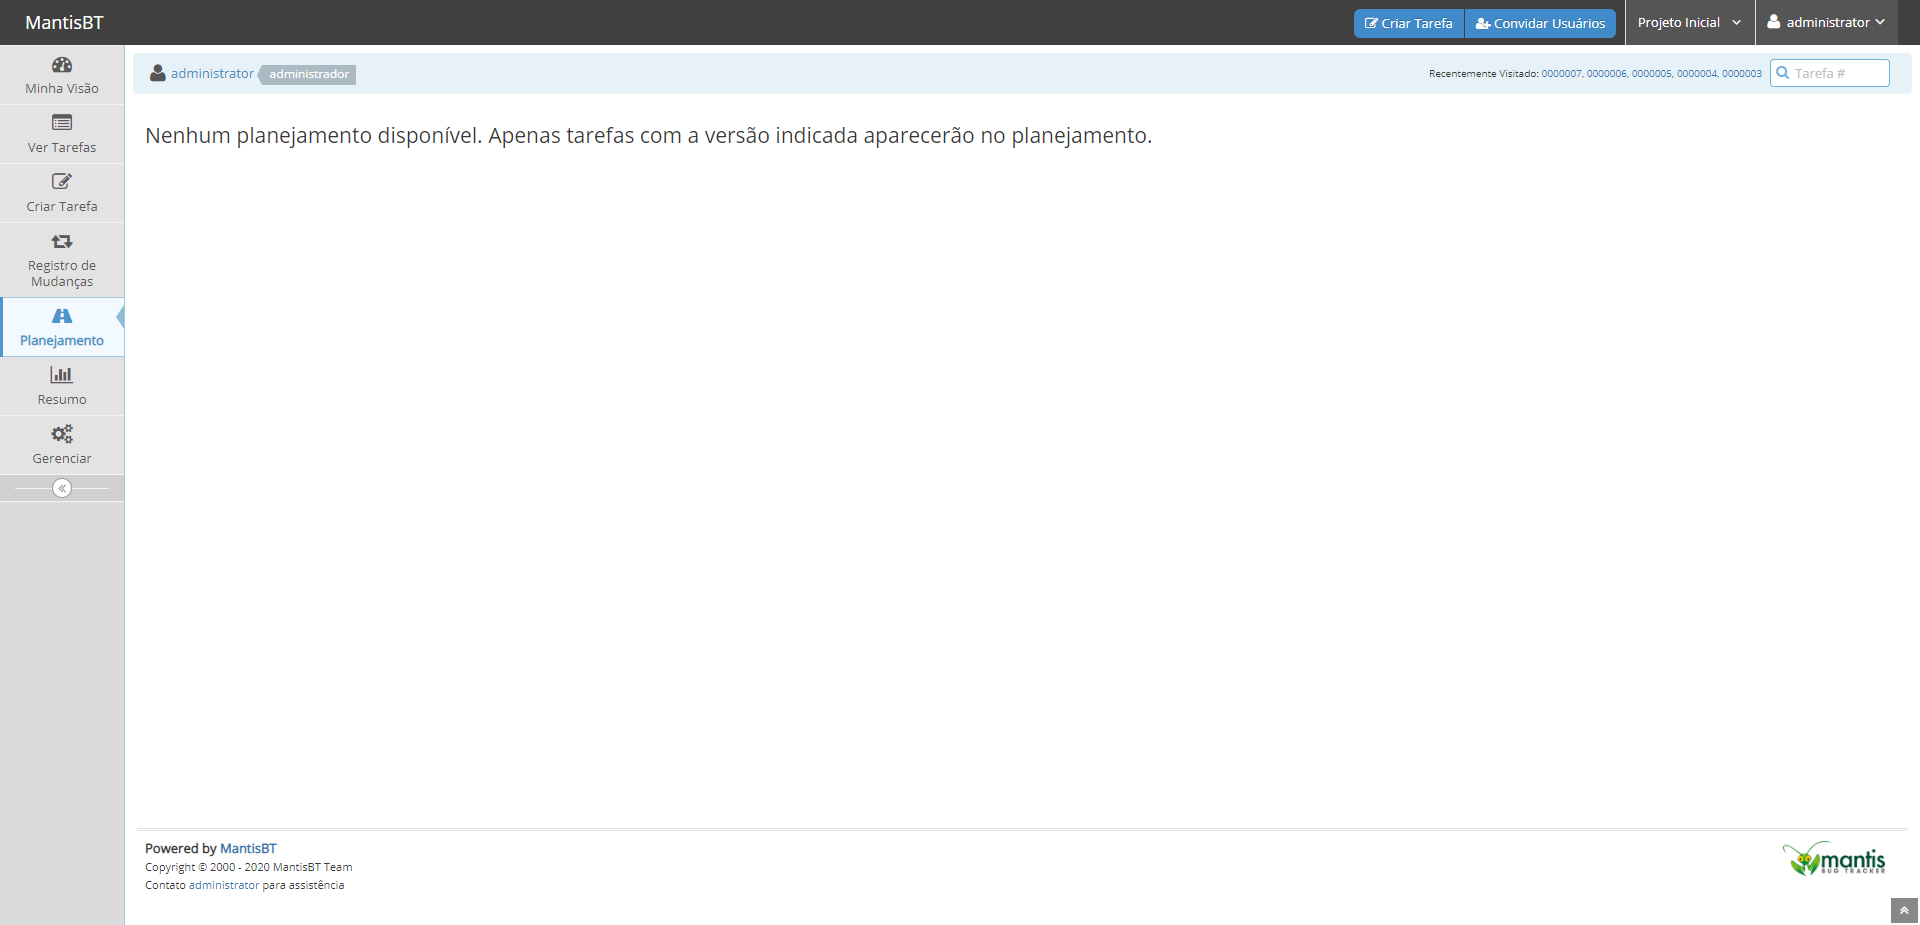 MantisBT
Criar Tarefa
Convidar Usuários
Projeto Inicial
administrator
Minha Visão
Ver Tarefas
Criar Tarefa
Registro de
Mudanças
Planejamento
Resumo
Gerenciar
administrator administrador
Recentemente Visitado: 0000007, 0000006, 0000005, 0000004, 0000003
Tarefa #
Nenhum planejamento disponível. Apenas tarefas com a versão indicada aparecerão no planejamento.
Powered by MantisBT
Copyright © 2000 - 2020 MantisBT Team
Contato administrator para assistência
mantis
BUG TRACKER